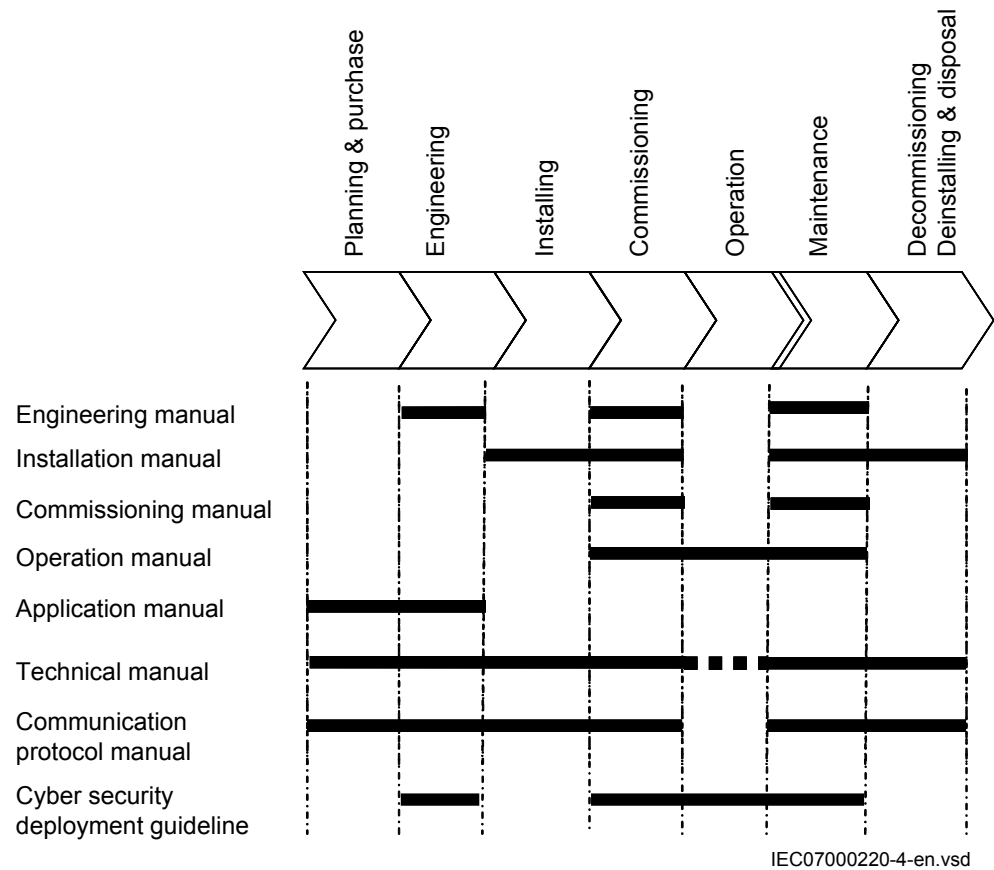 Planning & purchase
Engineering
Installing
Commissioning
Operation
Maintenance
Decommissioning
Deinstalling & disposal
Engineering manual
Installation manual
Commissioning manual
Operation manual
Application manual
Technical manual
Communication
protocol manual
Cyber security
deployment guideline
IEC07000220-4-en.vsd